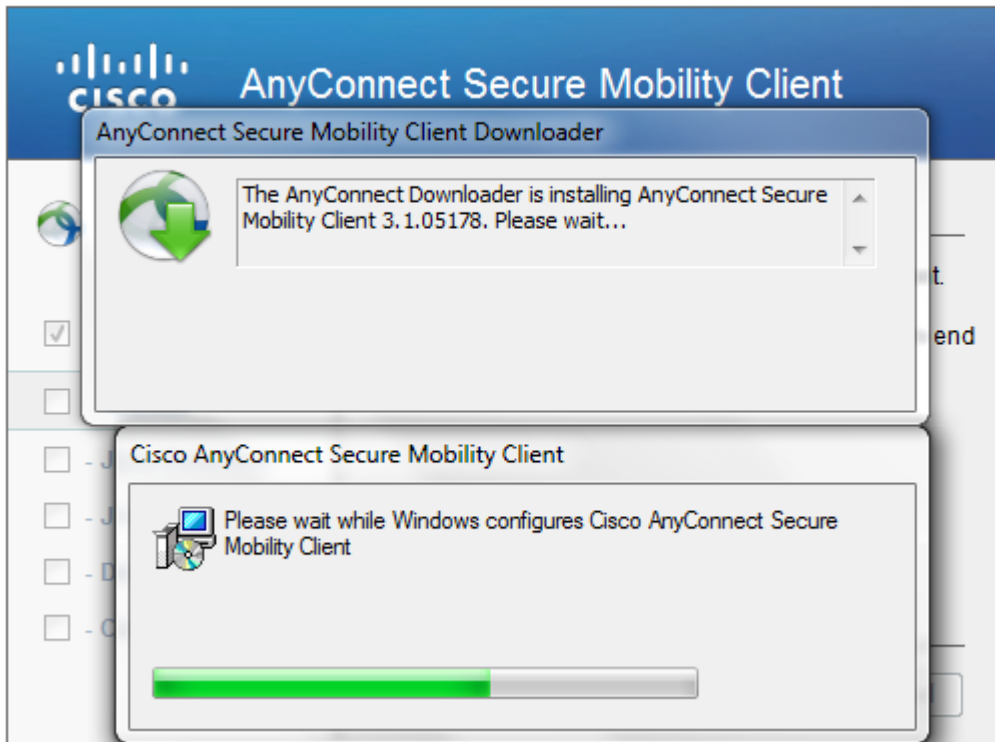 CISCO
AnyConnect Secure Mobility Client
AnyConnect Secure Mobility Client Downloader
The AnyConnect Downloader is installing AnyConnect Secure
Mobility Client 3.1.05178. Please wait...
t.
end
Cisco AnyConnect Secure Mobility Client
- J
Please wait while Windows configures Cisco AnyConnect Secure
Mobility Client
- J
- D
- C